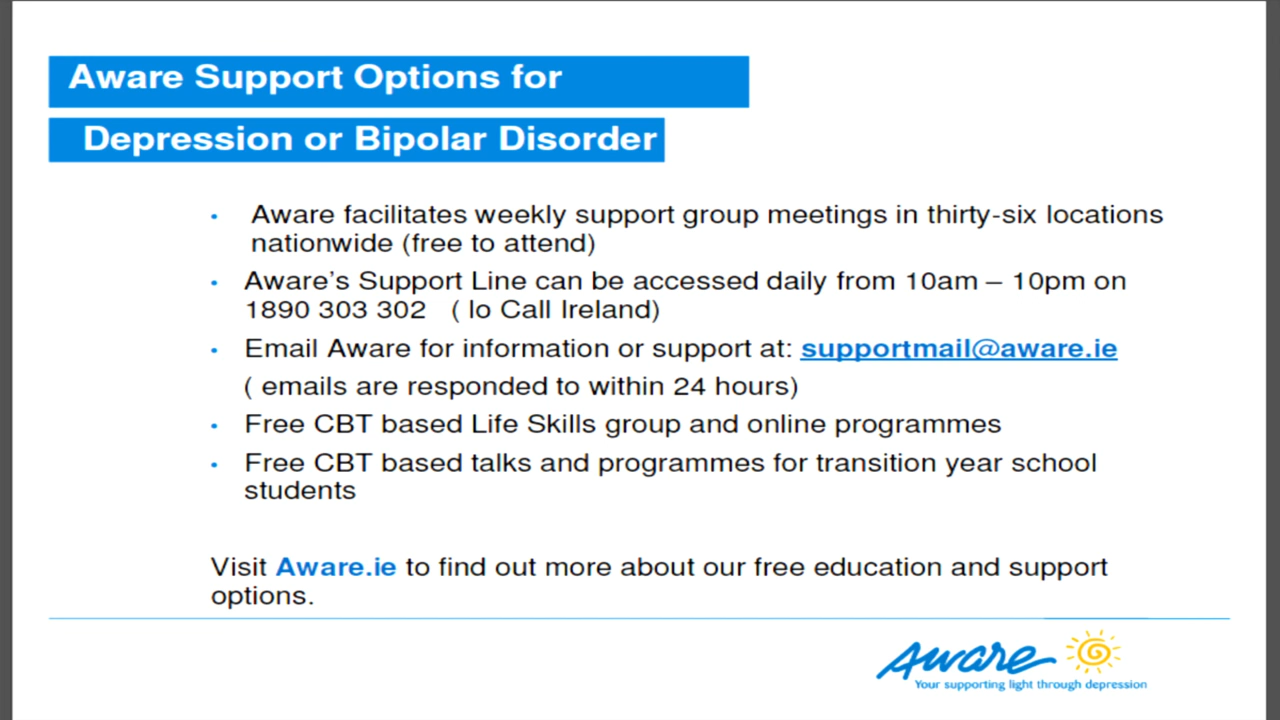 Aware Support Options for
Depression or Bipolar Disorder
• Aware facilitates weekly support group meetings in thirty-six locations
nationwide (free to attend)
• Aware’s Support Line can be accessed daily from 10am – 10pm on
1890 303 302 ( lo Call Ireland)
• Email Aware for information or support at: supportmail@aware.ie
( emails are responded to within 24 hours)
• Free CBT based Life Skills group and online programmes
• Free CBT based talks and programmes for transition year school
students
Visit Aware.ie to find out more about our free education and support
options.
Aware
Your supporting light through depression